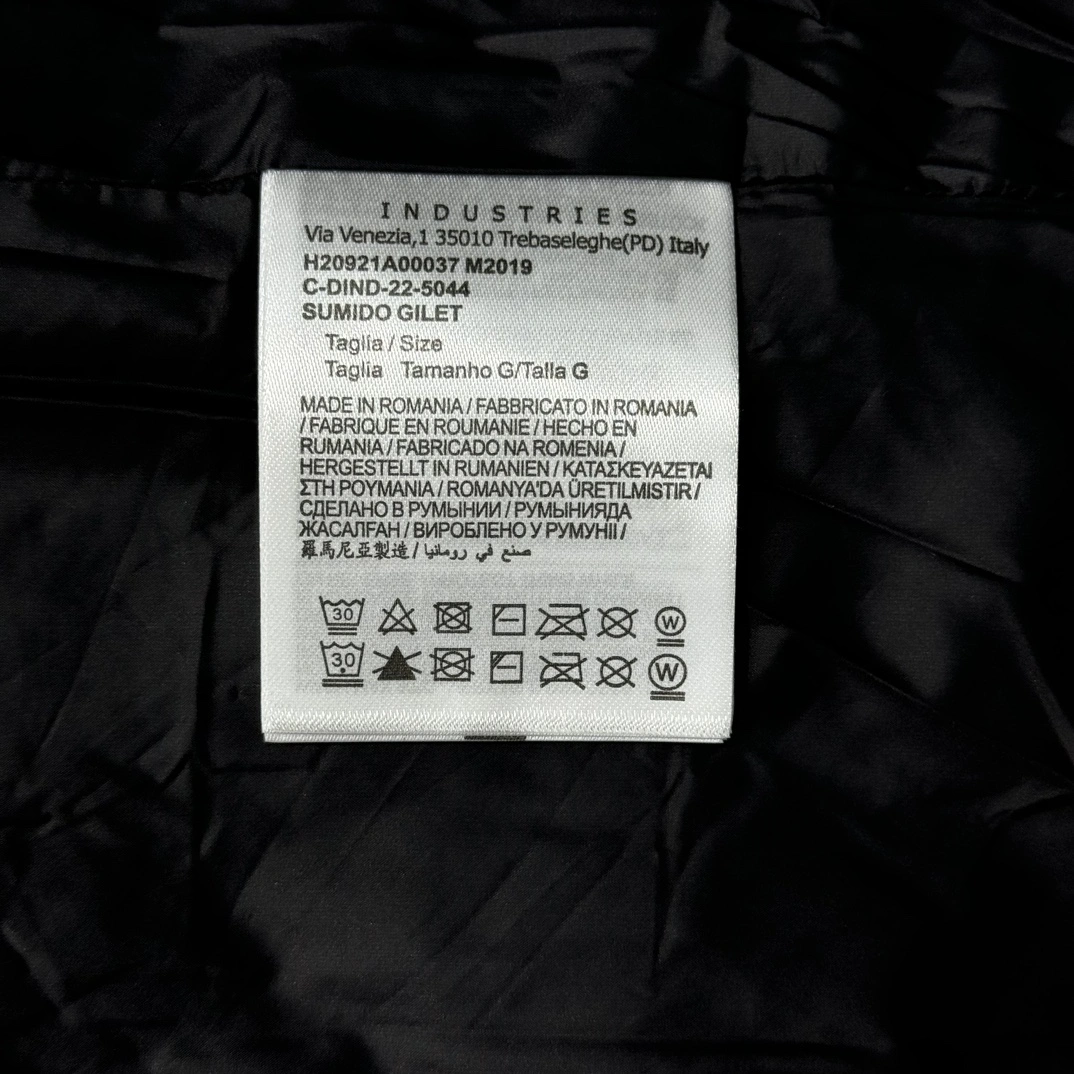 INDUSTRIES
Via Venezia,1 35010 Trebaseleghe(PD) Italy
H20921A00037 M2019
C-DIND-22-5044
SUMIDO GILET
Taglia / Size
Taglia Tamanho G/Talla G
MADE IN ROMANIA / FABBRICATO IN ROMANIA
/ FABRIQUE EN ROUMANIE / HECHO EN
RUMANIA / FABRICADO NA ROMENIA /
HERGESTELLT IN RUMANIEN / ΚΑΤΑΣΚΕΥΑΖΕΤΑΙ
ΣΤΗ ΡΟΥΜΑΝΙΑ / ROMANYA'DA ÜRETILMISTIR /
СДЕЛАНО В РУМЫНИИ / РУМЫНИЯДА
ЖАСАЛҒАН / ВИРОБЛЕНО У РУМУНІІ /
羅馬尼亞製造 / صنع في رومانيا
30 W
30 W